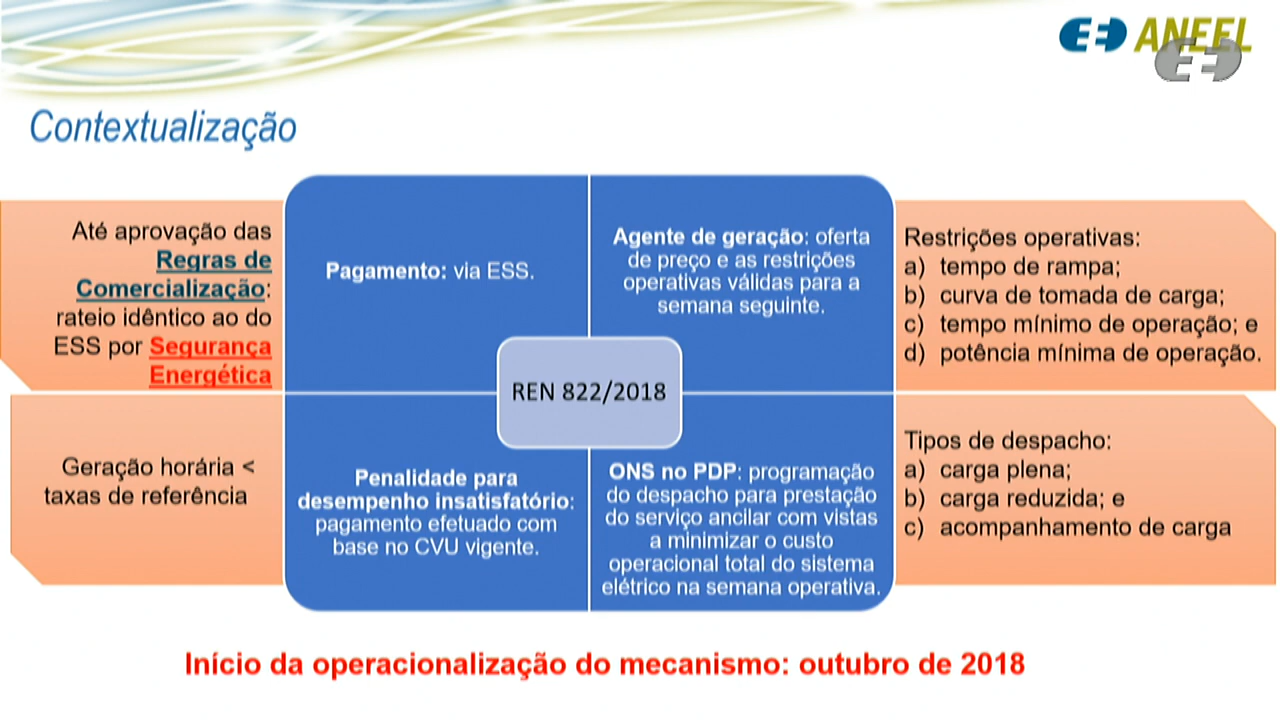 ANEEL
Contextualização
Até aprovação das
Regras de
Comercialização:
rateio idêntico ao do
ESS por Segurança
Energética
Pagamento: via ESS.
Agente de geração: oferta
de preço e as restrições
operativas válidas para a
semana seguinte.
Restrições operativas:
a) tempo de rampa;
b) curva de tomada de carga;
c) tempo mínimo de operação; e
d) potência mínima de operação.
REN 822/2018
Geração horária <
taxas de referência
Penalidade para
desempenho insatisfatório:
pagamento efetuado com
base no CVU vigente.
ONS no PDP: programação
do despacho para prestação
do serviço ancilar com vistas
a minimizar o custo
operacional total do sistema
elétrico na semana operativa.
Tipos de despacho:
a) carga plena;
b) carga reduzida; e
c) acompanhamento de carga
Início da operacionalização do mecanismo: outubro de 2018